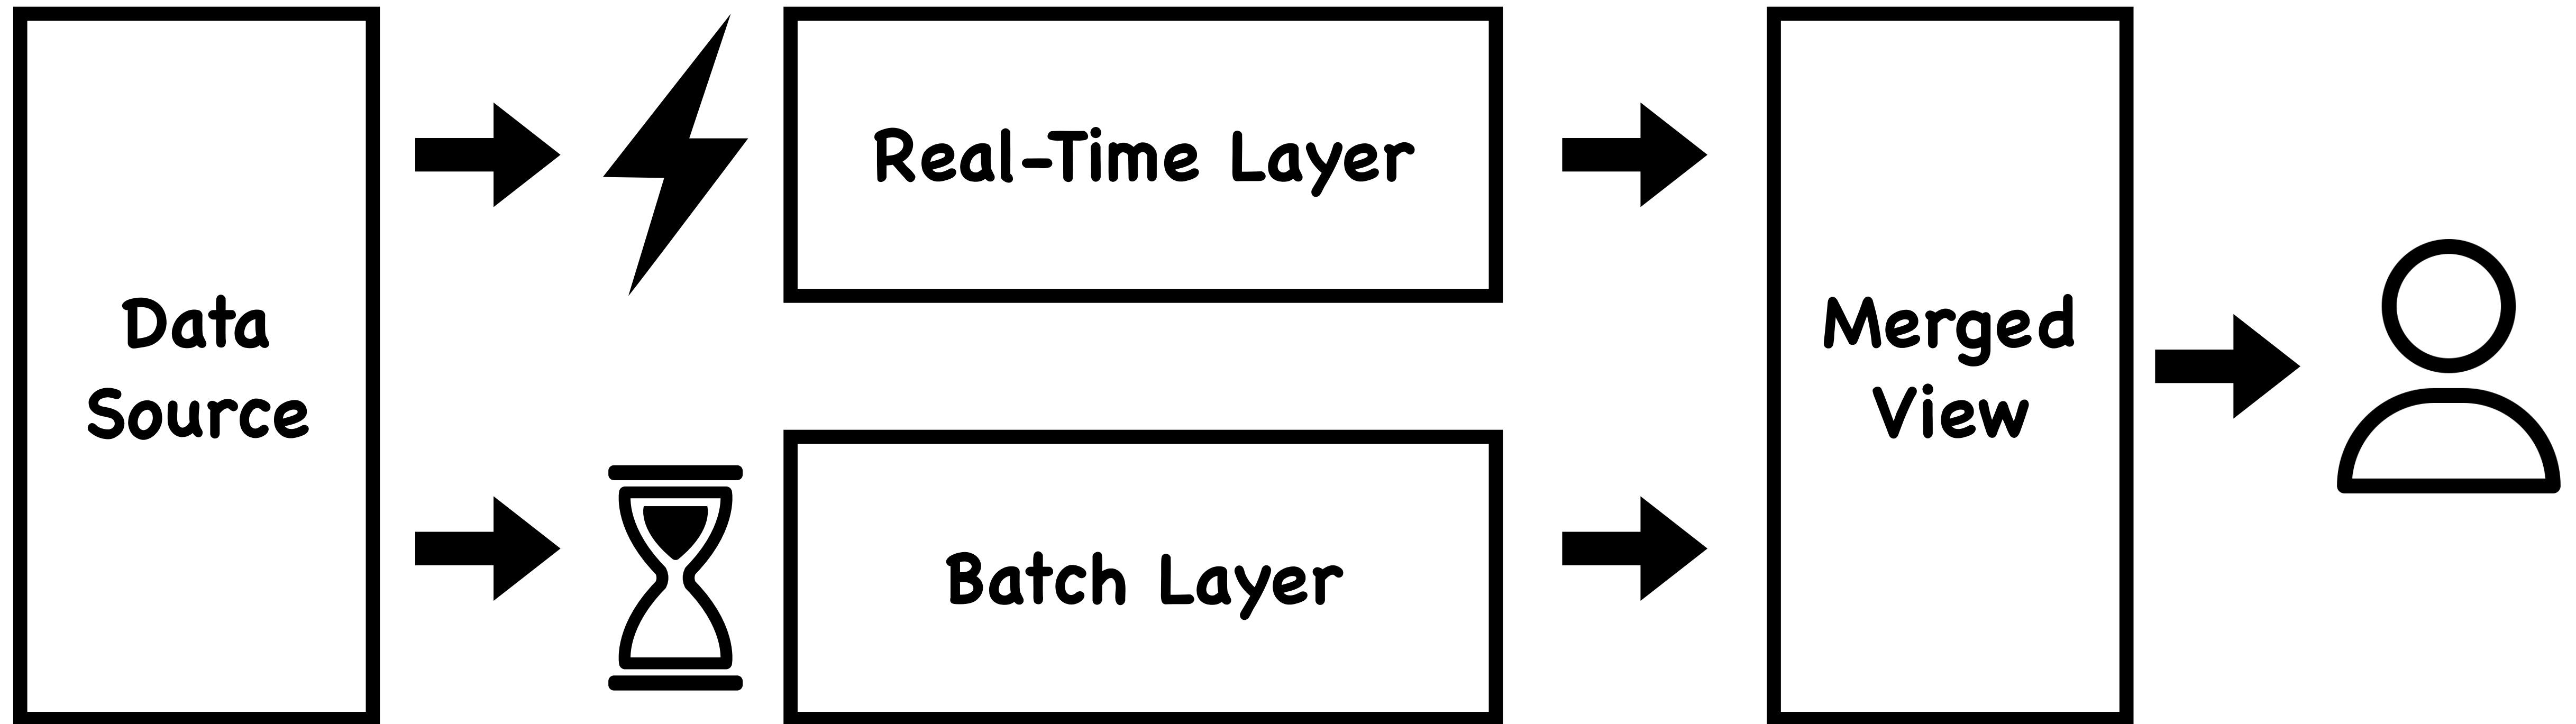 Data
Source
Real-Time Layer
Batch Layer
Merged
View